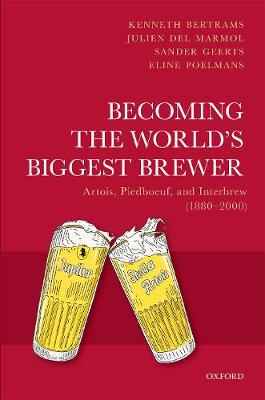 KENNETH BERTRAMS
JULIEN DEL MARMOL
SANDER GEERTS
ELINE POELMANS
BECOMING
THE WORLD'S
BIGGEST BREWER
Artois, Piedboeuf, and Interbrew
(1880–2000)
Jupiler
Stella
Artois
OXFORD